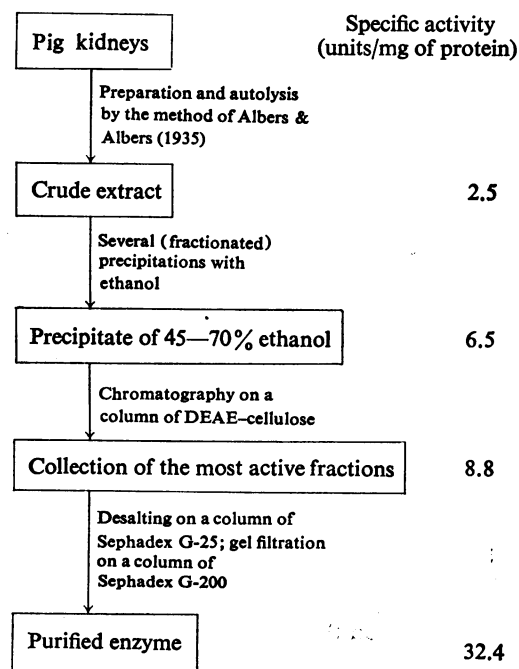 Specific activity
(units/mg of protein)
Pig kidneys
Preparation and autolysis
by the method of Albers &
Albers (1935)
Crude extract
2.5
Several (fractionated)
precipitations with
ethanol
Precipitate of 45—70% ethanol
6.5
Chromatography on a
column of DEAE–cellulose
Collection of the most active fractions
8.8
Desalting on a column of
Sephadex G-25; gel filtration
on a column of
Sephadex G-200
Purified enzyme
32.4